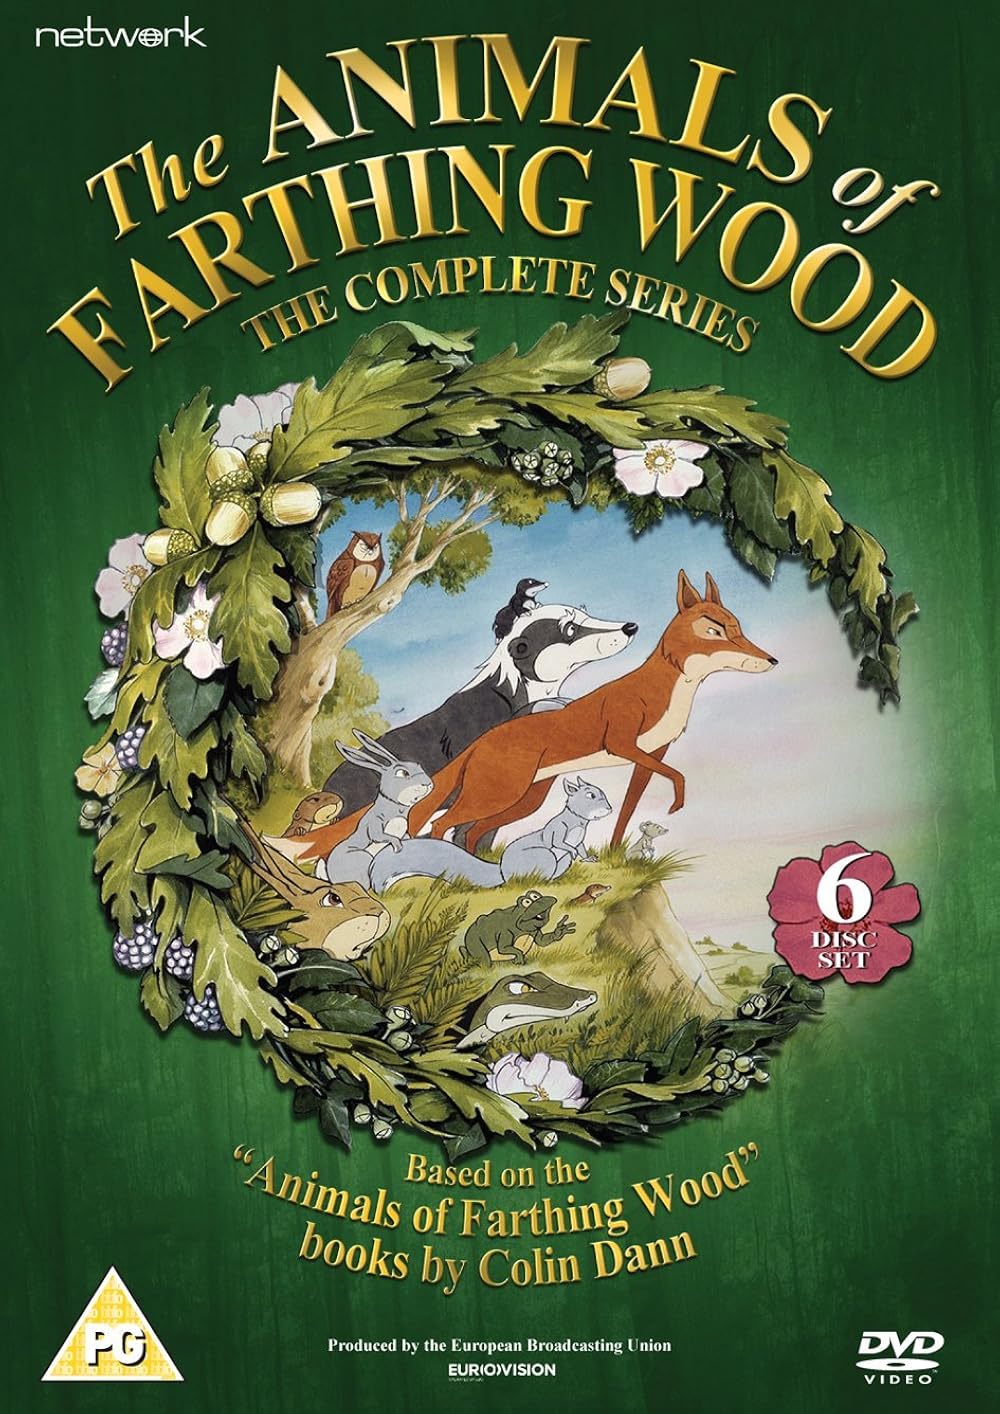 network
The ANIMALS of
FARTHING WOOD
THE COMPLETE SERIES
6
DISC
SET
Based on the
“Animals of Farthing Wood”
books by Colin Dann
PG
Produced by the European Broadcasting Union
EUROVISION
DVD
VIDEO